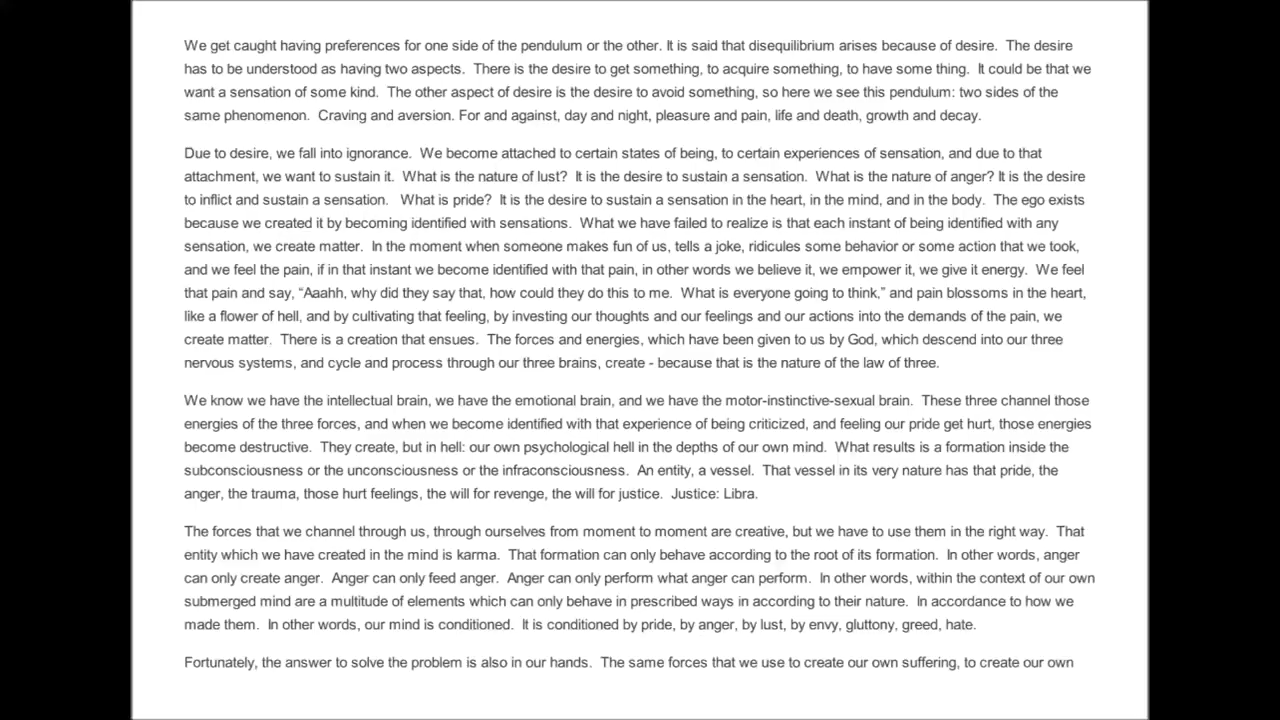 We get caught having preferences for one side of the pendulum or the other. It is said that disequilibrium arises because of desire.  The desire
has to be understood as having two aspects.  There is the desire to get something, to acquire something, to have some thing.  It could be that we
want a sensation of some kind.  The other aspect of desire is the desire to avoid something, so here we see this pendulum: two sides of the
same phenomenon.  Craving and aversion. For and against, day and night, pleasure and pain, life and death, growth and decay.
Due to desire, we fall into ignorance.  We become attached to certain states of being, to certain experiences of sensation, and due to that
attachment, we want to sustain it.  What is the nature of lust?  It is the desire to sustain a sensation.  What is the nature of anger? It is the desire
to inflict and sustain a sensation.   What is pride?  It is the desire to sustain a sensation in the heart, in the mind, and in the body.  The ego exists
because we created it by becoming identified with sensations.  What we have failed to realize is that each instant of being identified with any
sensation, we create matter.  In the moment when someone makes fun of us, tells a joke, ridicules some behavior or some action that we took,
and we feel the pain, if in that instant we become identified with that pain, in other words we believe it, we empower it, we give it energy.  We feel
that pain and say, “Aaahh, why did they say that, how could they do this to me.  What is everyone going to think,” and pain blossoms in the heart,
like a flower of hell, and by cultivating that feeling, by investing our thoughts and our feelings and our actions into the demands of the pain, we
create matter.  There is a creation that ensues.  The forces and energies, which have been given to us by God, which descend into our three
nervous systems, and cycle and process through our three brains, create - because that is the nature of the law of three.
We know we have the intellectual brain, we have the emotional brain, and we have the motor-instinctive-sexual brain.  These three channel those
energies of the three forces, and when we become identified with that experience of being criticized, and feeling our pride get hurt, those energies
become destructive.  They create, but in hell: our own psychological hell in the depths of our own mind.  What results is a formation inside the
subconsciousness or the unconsciousness or the infraconsciousness.  An entity, a vessel.  That vessel in its very nature has that pride, the
anger, the trauma, those hurt feelings, the will for revenge, the will for justice.  Justice: Libra.
The forces that we channel through us, through ourselves from moment to moment are creative, but we have to use them in the right way.  That
entity which we have created in the mind is karma.  That formation can only behave according to the root of its formation.  In other words, anger
can only create anger.  Anger can only feed anger.  Anger can only perform what anger can perform.  In other words, within the context of our own
submerged mind are a multitude of elements which can only behave in prescribed ways in according to their nature.  In accordance to how we
made them.  In other words, our mind is conditioned.  It is conditioned by pride, by anger, by lust, by envy, gluttony, greed, hate.
Fortunately, the answer to solve the problem is also in our hands.  The same forces that we use to create our own suffering, to create our own